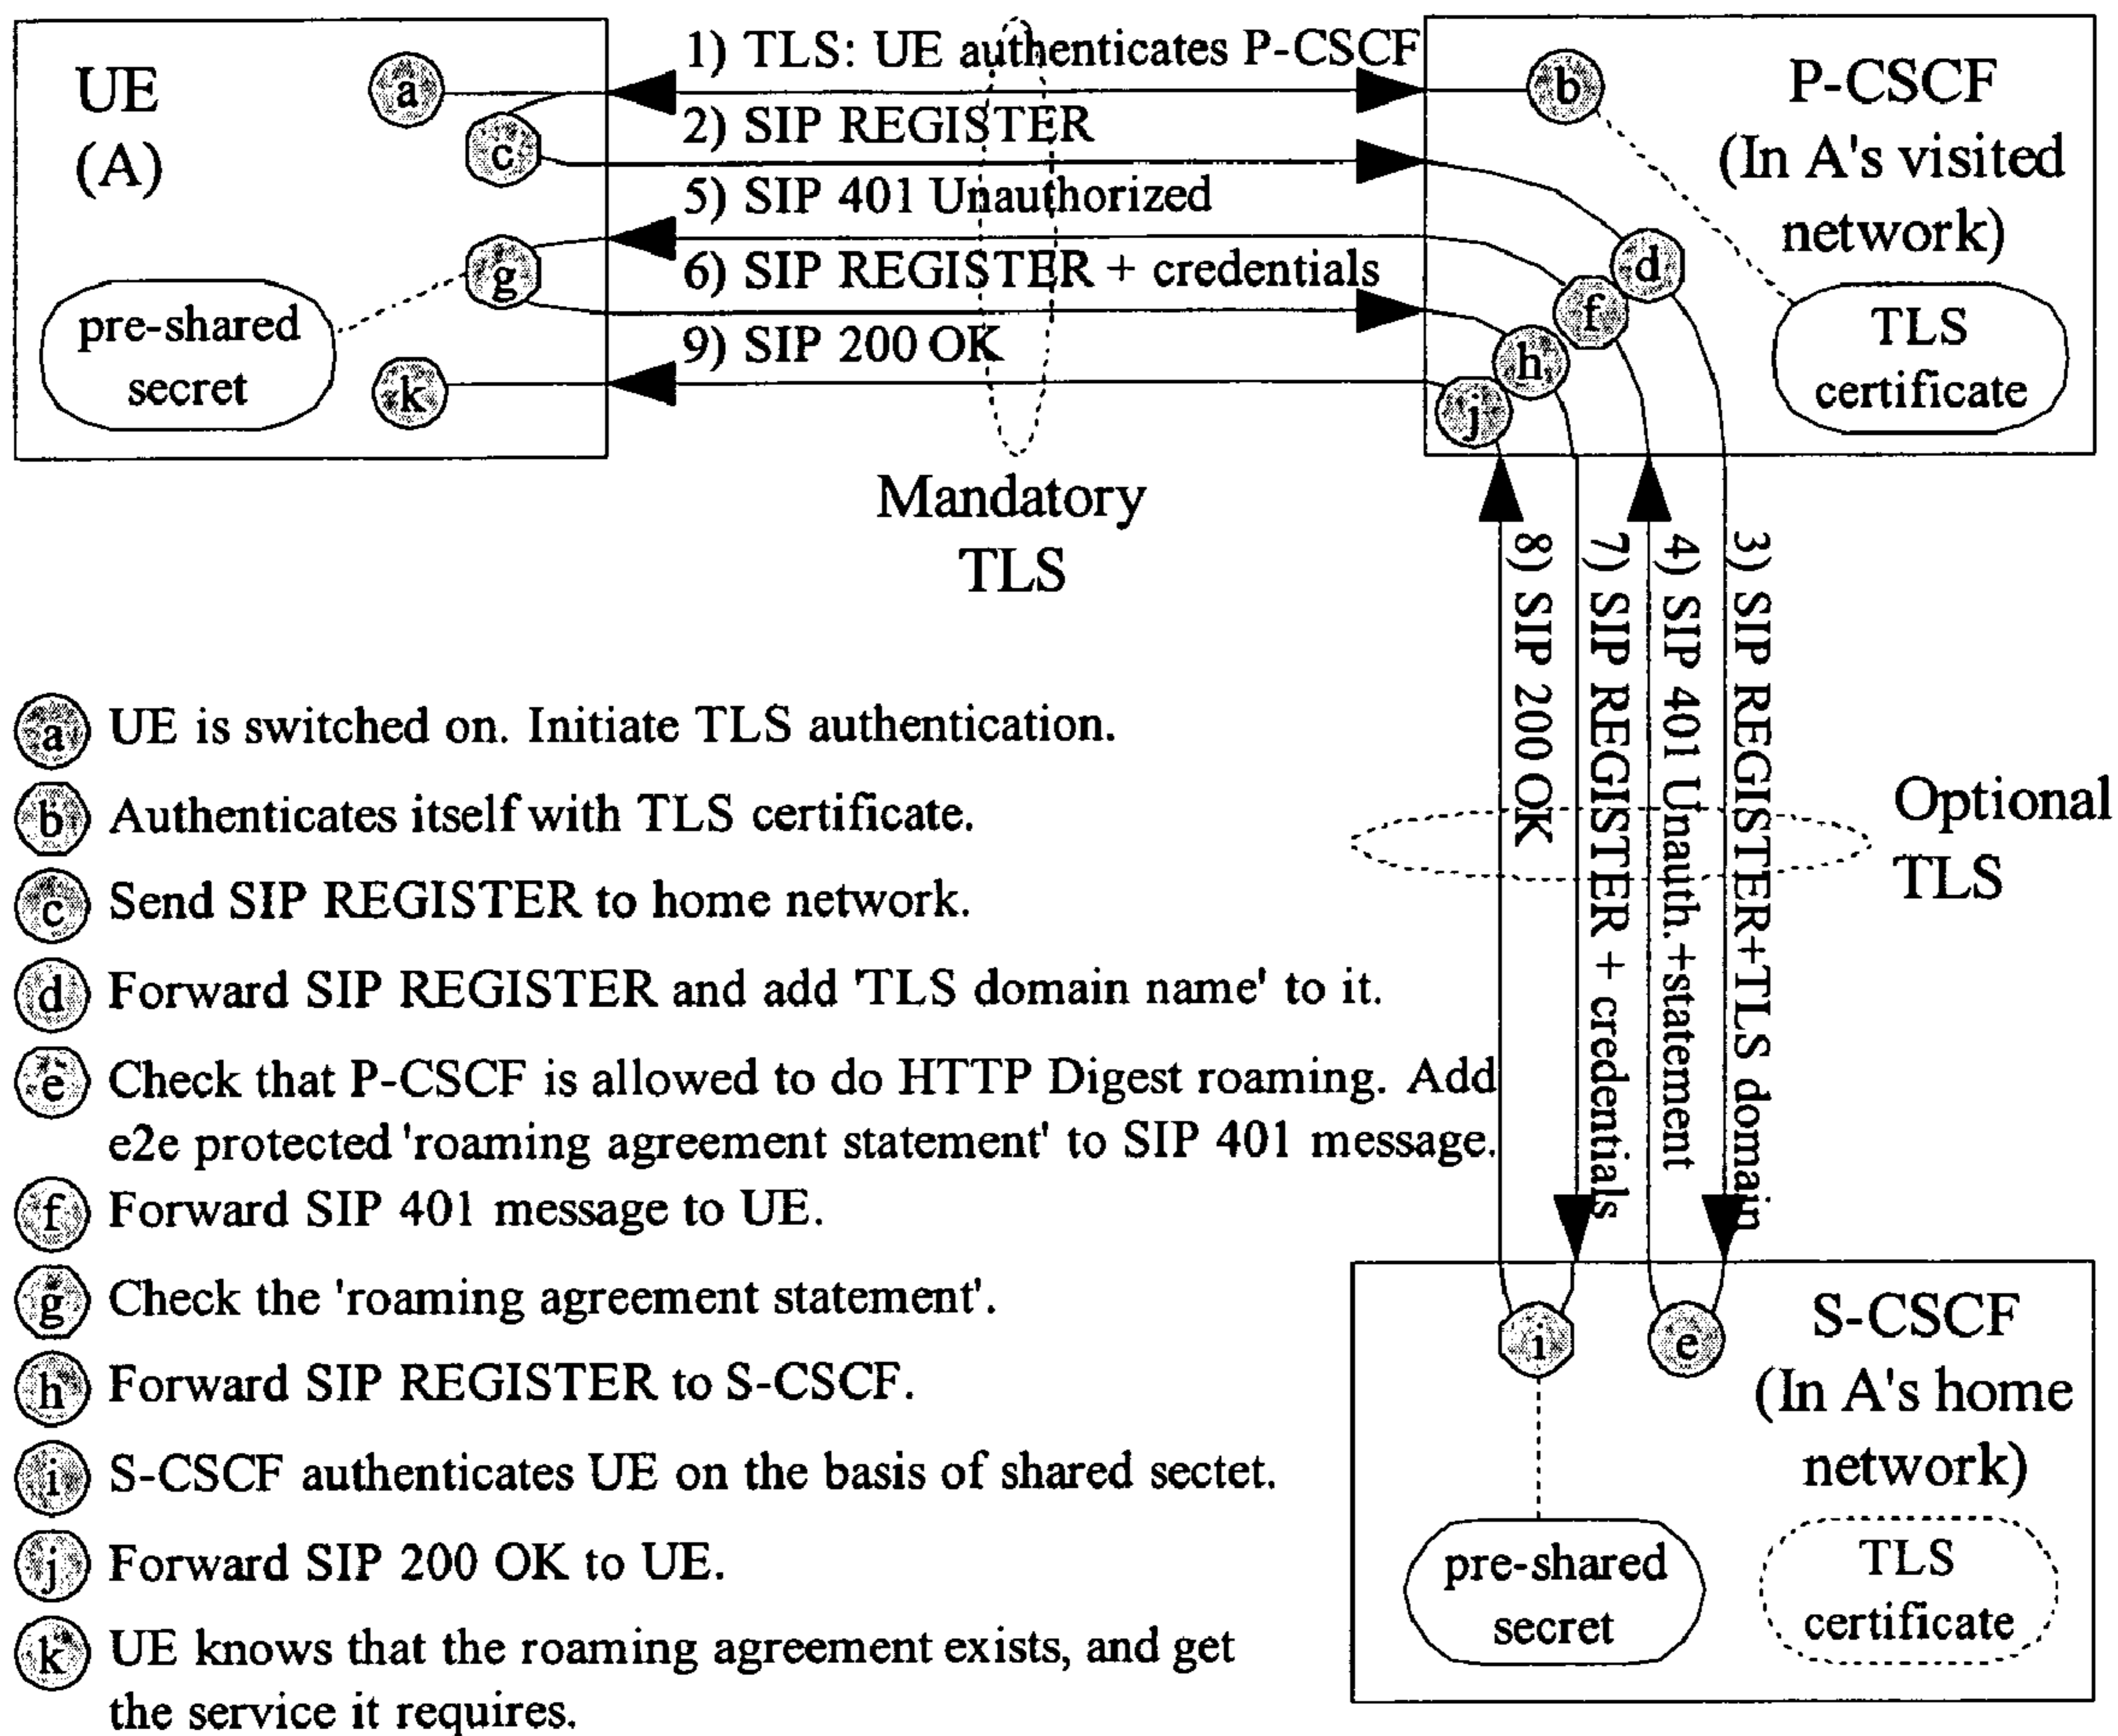 UE
(A)
a
c
g
k
pre-shared
secret
1) TLS: UE authenticates P-CSCF
2) SIP REGISTER
5) SIP 401 Unauthorized
6) SIP REGISTER + credentials
9) SIP 200 OK
Mandatory
TLS
b
d
f
h
j
P-CSCF
(In A's visited
network)
TLS
certificate
8) SIP 200 OK
7) SIP REGISTER + credentials
4) SIP 401 Unauth.+statement
3) SIP REGISTER+TLS domain
Optional
TLS
a UE is switched on. Initiate TLS authentication.
b Authenticates itself with TLS certificate.
c Send SIP REGISTER to home network.
d Forward SIP REGISTER and add 'TLS domain name' to it.
e Check that P-CSCF is allowed to do HTTP Digest roaming. Add
e2e protected 'roaming agreement statement' to SIP 401 message.
f Forward SIP 401 message to UE.
g Check the 'roaming agreement statement'.
h Forward SIP REGISTER to S-CSCF.
i S-CSCF authenticates UE on the basis of shared sectet.
j Forward SIP 200 OK to UE.
k UE knows that the roaming agreement exists, and get
the service it requires.
i
e
S-CSCF
(In A's home
network)
pre-shared
secret
TLS
certificate